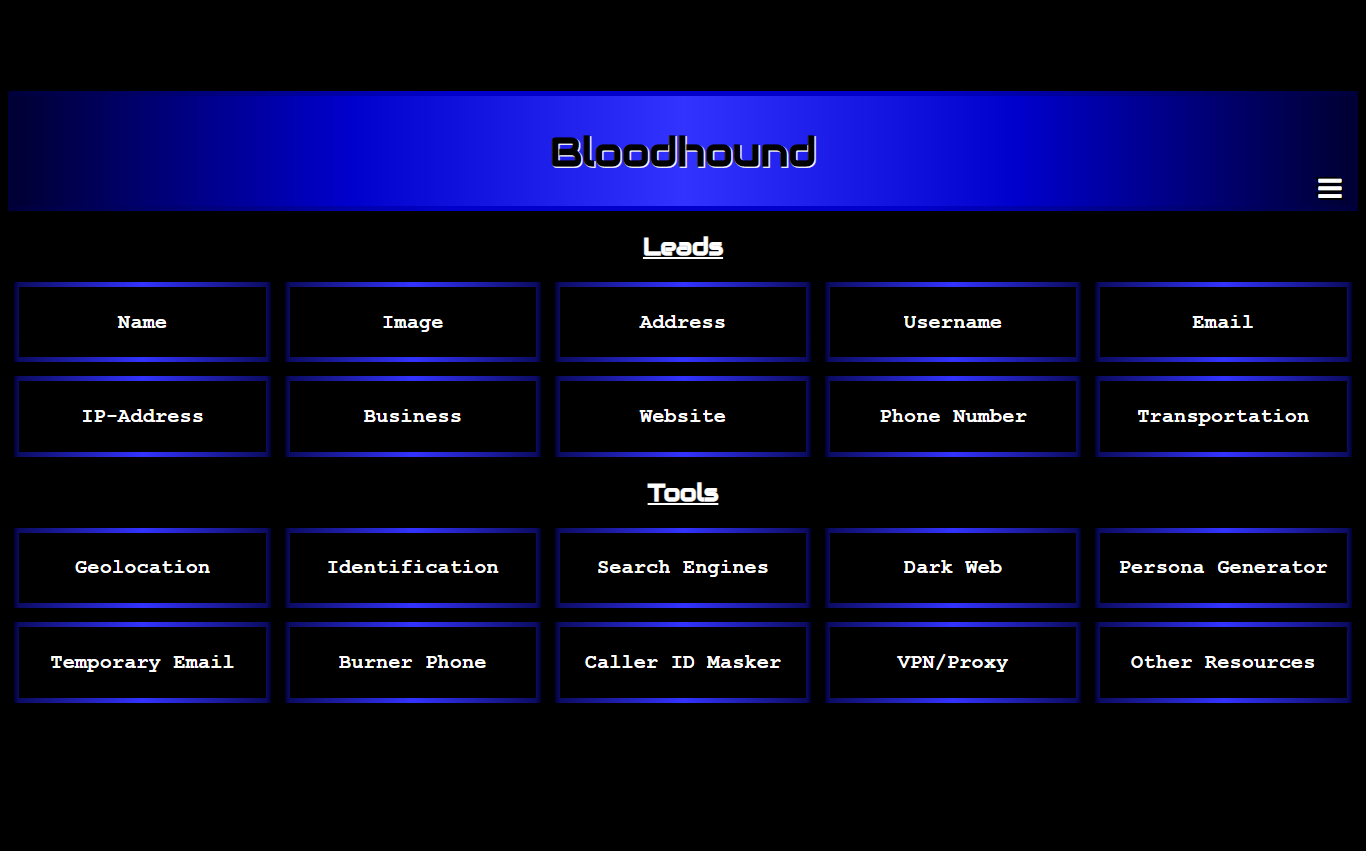 Bloodhound
Leads
Name Image Address Username Email
IP-Address Business Website Phone Number Transportation
Tools
Geolocation Identification Search Engines Dark Web Persona Generator
Temporary Email Burner Phone Caller ID Masker VPN/Proxy Other Resources